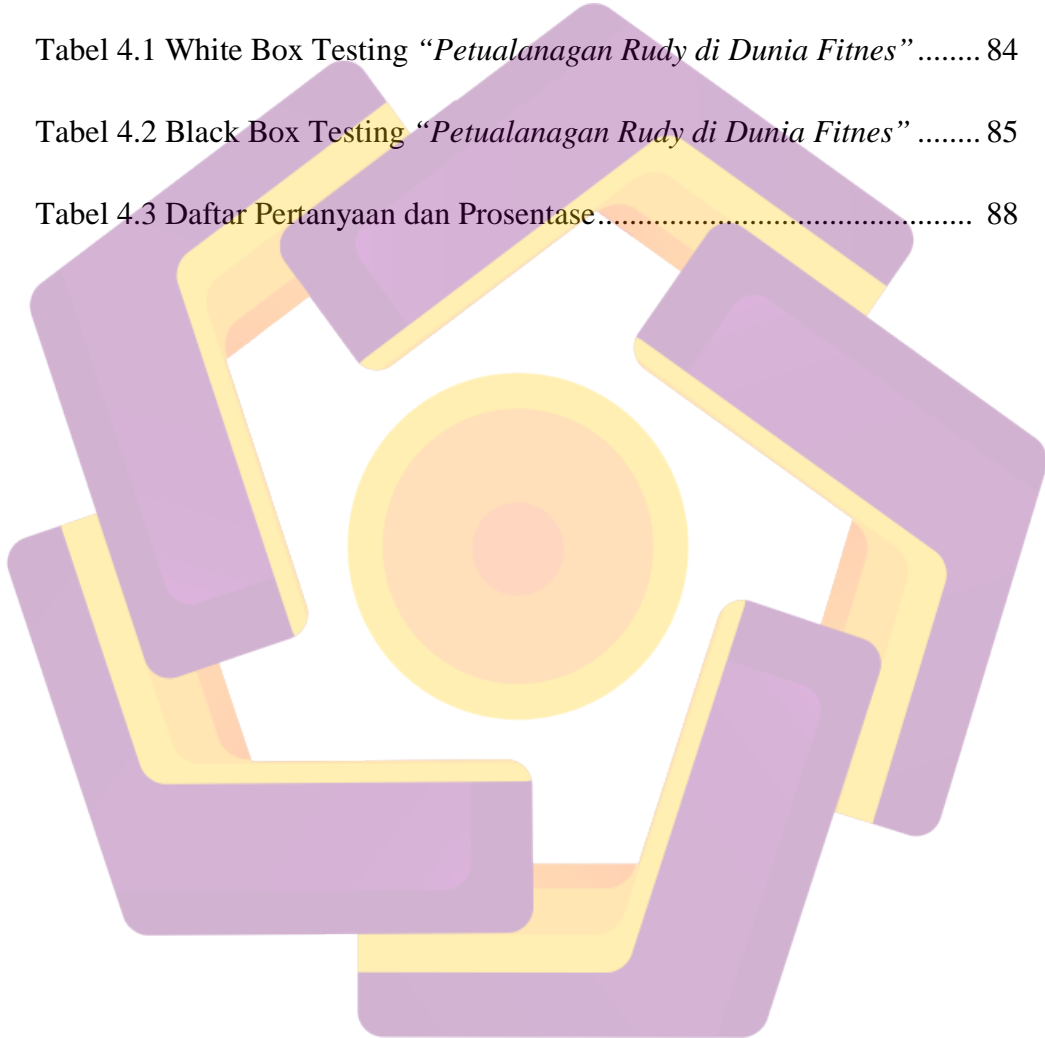 Tabel 4.1 White Box Testing “Petualanagan Rudy di Dunia Fitnes” ........ 84
Tabel 4.2 Black Box Testing “Petualanagan Rudy di Dunia Fitnes” ........ 85
Tabel 4.3 Daftar Pertanyaan dan Prosentase................................................ 88